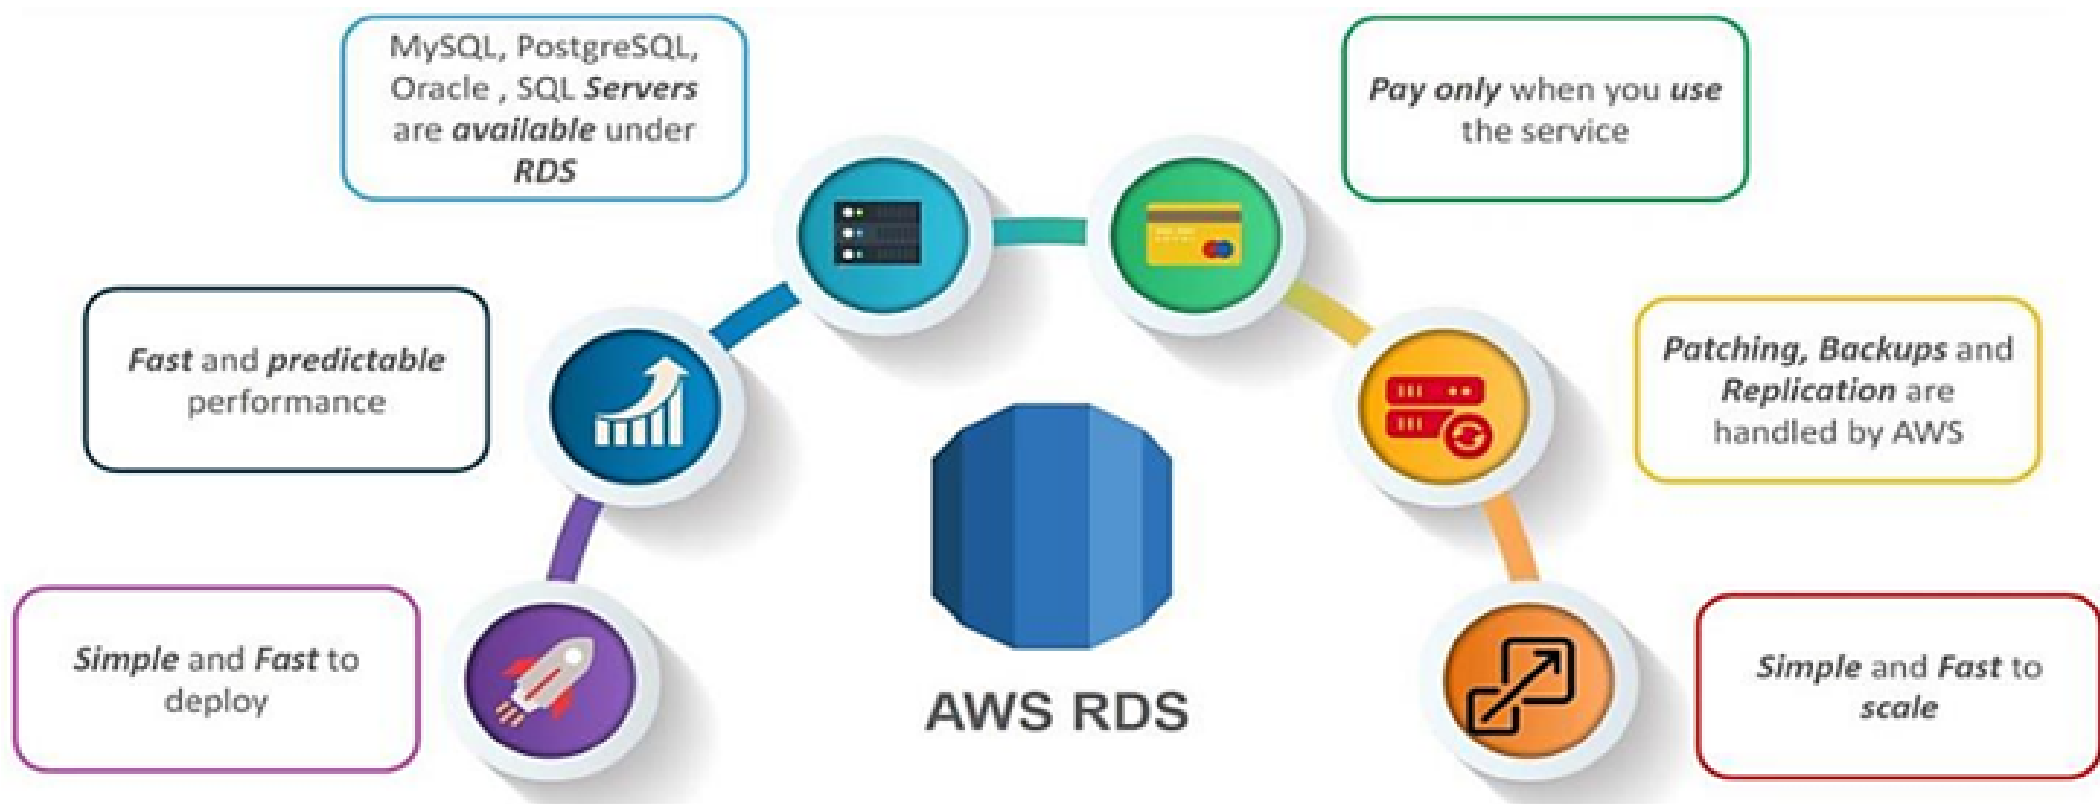 MySQL, PostgreSQL,
Oracle , SQL Servers
are available under
RDS
Pay only when you use
the service
Fast and predictable
performance
Patching, Backups and
Replication are
handled by AWS
Simple and Fast to
deploy
AWS RDS
Simple and Fast to
scale